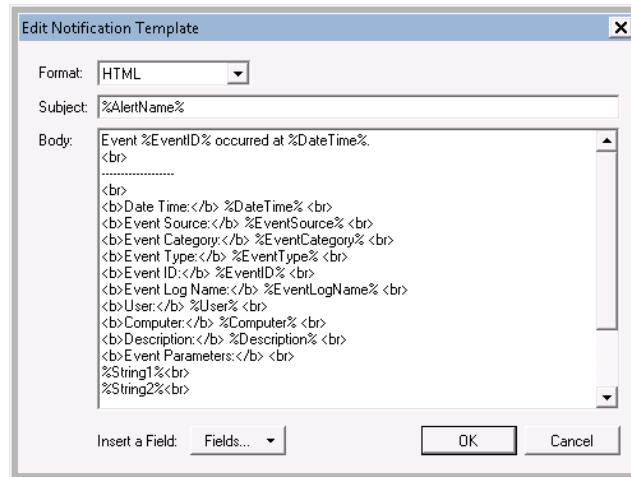 Edit Notification Template
Format: HTML
Subject: %AlertName%
Body: Event %EventID% occurred at %DateTime%.
<br>
------------------
<br>
<b>Date Time:</b> %DateTime% <br>
<b>Event Source:</b> %EventSource% <br>
<b>Event Category:</b> %EventCategory% <br>
<b>Event Type:</b> %EventType% <br>
<b>Event ID:</b> %EventID% <br>
<b>Event Log Name:</b> %EventLogName% <br>
<b>User:</b> %User% <br>
<b>Computer:</b> %Computer% <br>
<b>Description:</b> %Description% <br>
<b>Event Parameters:</b> <br>
%String1%<br>
%String2%<br>
Insert a Field: Fields... OK Cancel